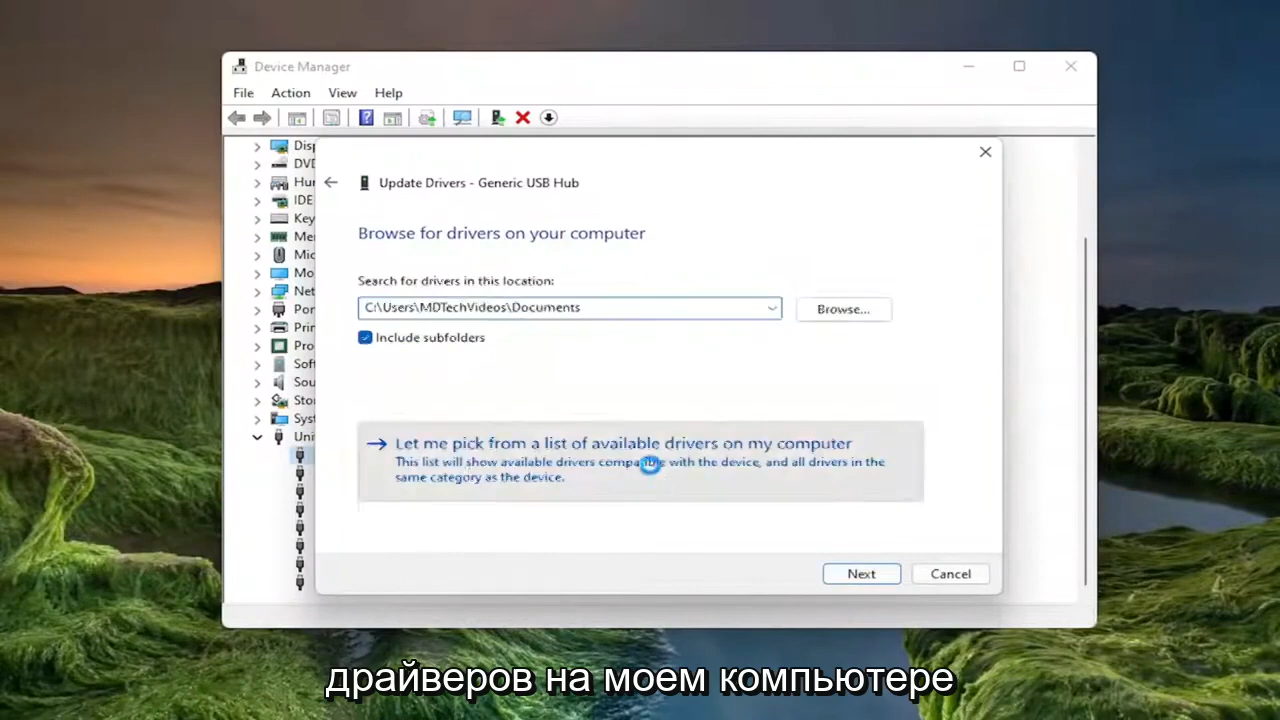 Device Manager
File Action View Help
Disp
DVD
Hur
IDE
Key
Mer
Mic
Mo
Net
Por
Prin
Pro
Soft
Sou
Stor
Syst
Uni
Update Drivers - Generic USB Hub
Browse for drivers on your computer
Search for drivers in this location:
C:\Users\MDTechVideos\Documents
Browse...
Include subfolders
Let me pick from a list of available drivers on my computer
This list will show available drivers compatible with the device, and all drivers in the
same category as the device.
Next Cancel
драйверов на моем компьютере